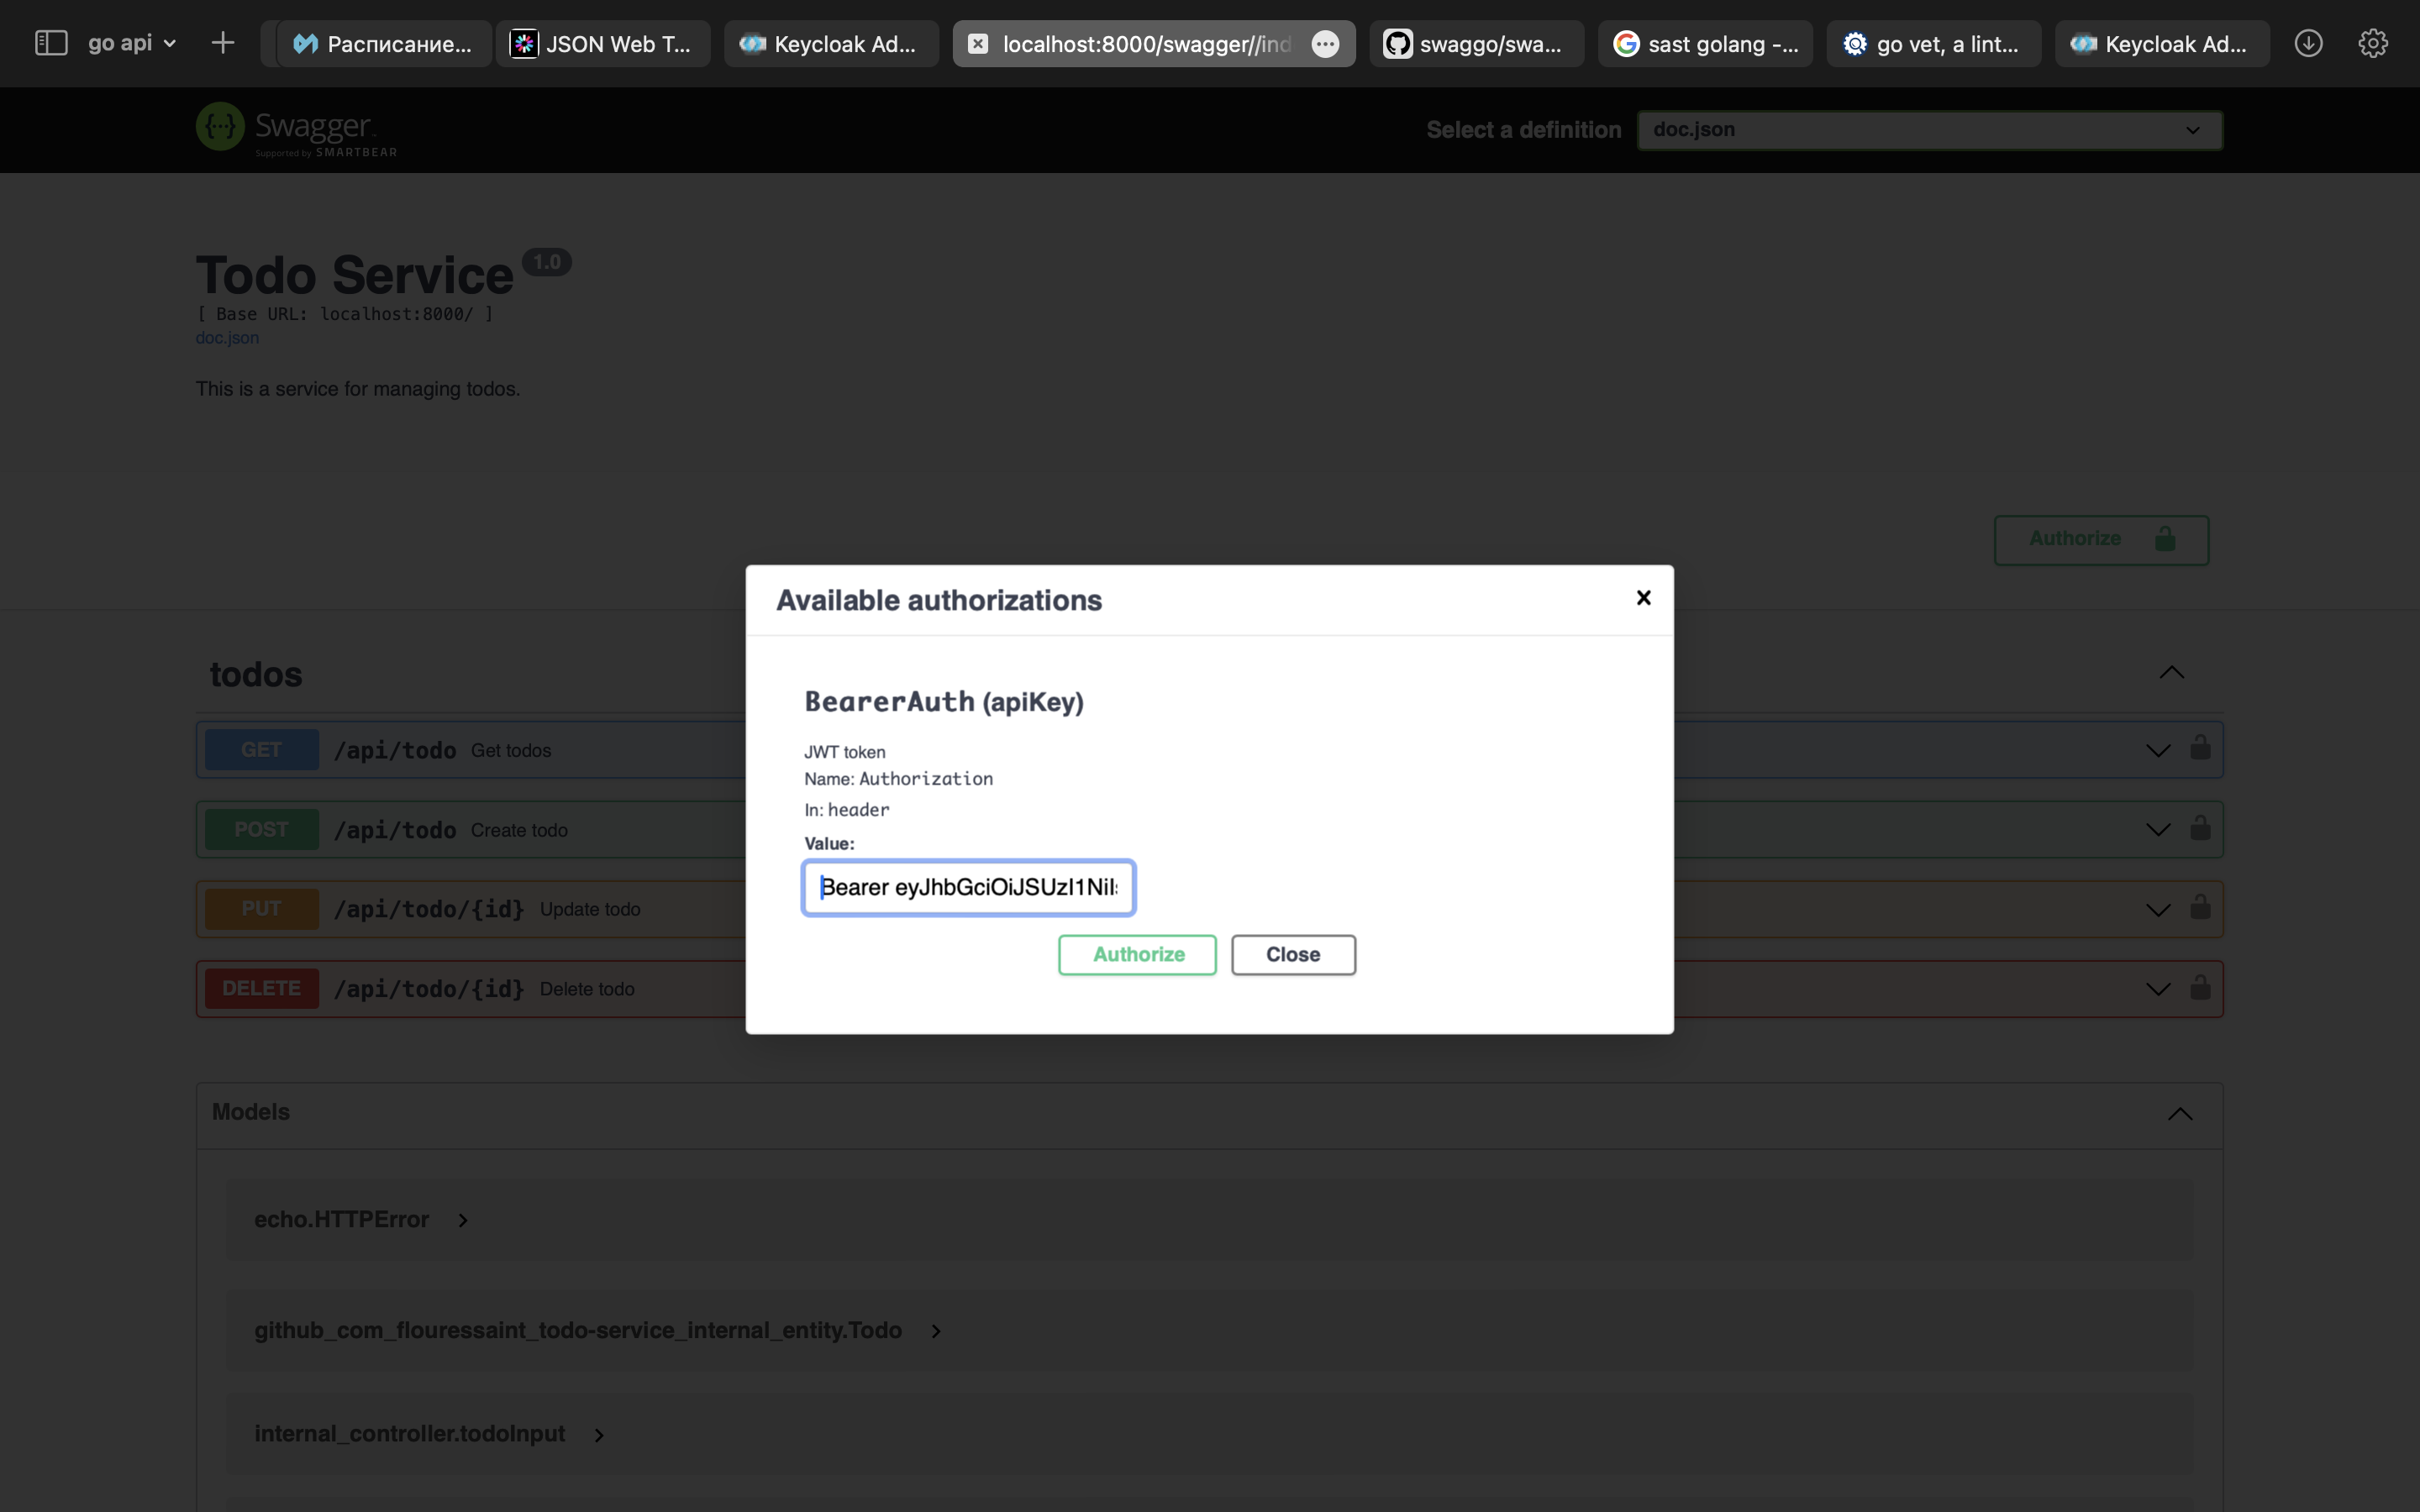 go api
Расписание...
JSON Web T...
Keycloak Ad...
localhost:8000/swagger//ind
swaggo/swa...
sast golang -...
go vet, a lint...
Keycloak Ad...
Swagger
Supported by SMARTBEAR
Select a definition
doc.json
Todo Service 1.0
[ Base URL: localhost:8000/ ]
doc.json
This is a service for managing todos.
Authorize
Available authorizations
BearerAuth (apiKey)
JWT token
Name: Authorization
In: header
Value:
Bearer eyJhbGciOiJSUzI1NiIs
Authorize
Close
todos
GET /api/todo Get todos
POST /api/todo Create todo
PUT /api/todo/{id} Update todo
DELETE /api/todo/{id} Delete todo
Models
echo.HTTPError
github_com_flouressaint_todo-service_internal_entity.Todo
internal_controller.todoInput